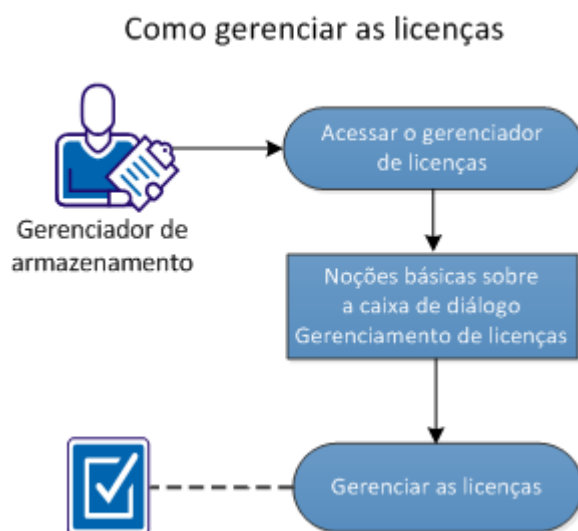 Como gerenciar as licenças
Acessar o gerenciador
de licenças
Gerenciador de
armazenamento
Noções básicas sobre
a caixa de diálogo
Gerenciamento de licenças
Gerenciar as licenças